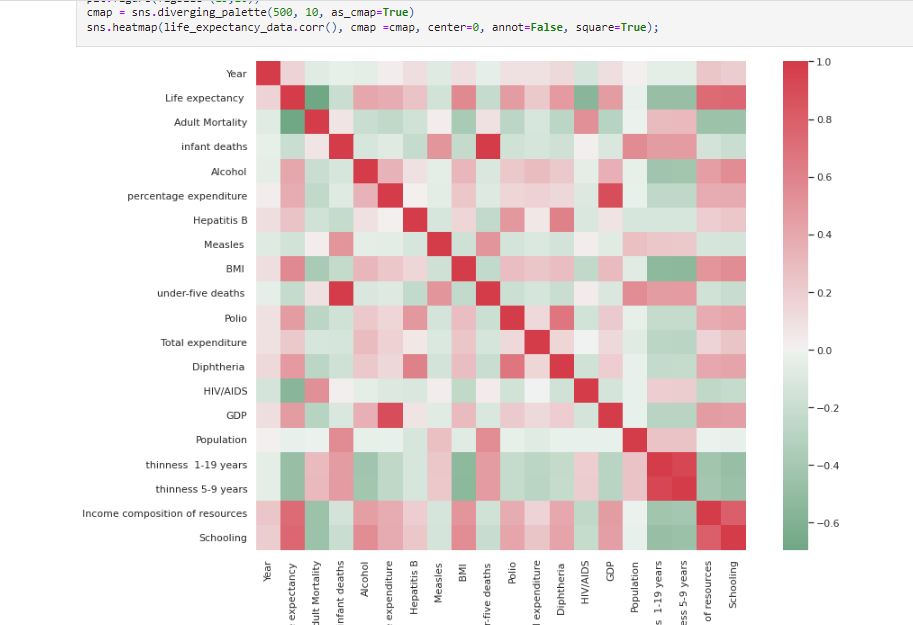 cmap = sns.diverging_palette(500, 10, as_cmap=True)
sns.heatmap(life_expectancy_data.corr(), cmap =cmap, center=0, annot=False, square=True);
Year
Life expectancy
Adult Mortality
infant deaths
Alcohol
percentage expenditure
Hepatitis B
Measles
BMI
under-five deaths
Polio
Total expenditure
Diphtheria
HIV/AIDS
GDP
Population
thinness 1-19 years
thinness 5-9 years
Income composition of resources
Schooling
1.0
0.8
0.6
0.4
0.2
0.0
−0.2
−0.4
−0.6
Year
expectancy
dult Mortality
nfant deaths
Alcohol
expenditure
Hepatitis B
Measles
BMI
r-five deaths
Polio
l expenditure
Diphtheria
HIV/AIDS
GDP
Population
s 1-19 years
ess 5-9 years
of resources
Schooling